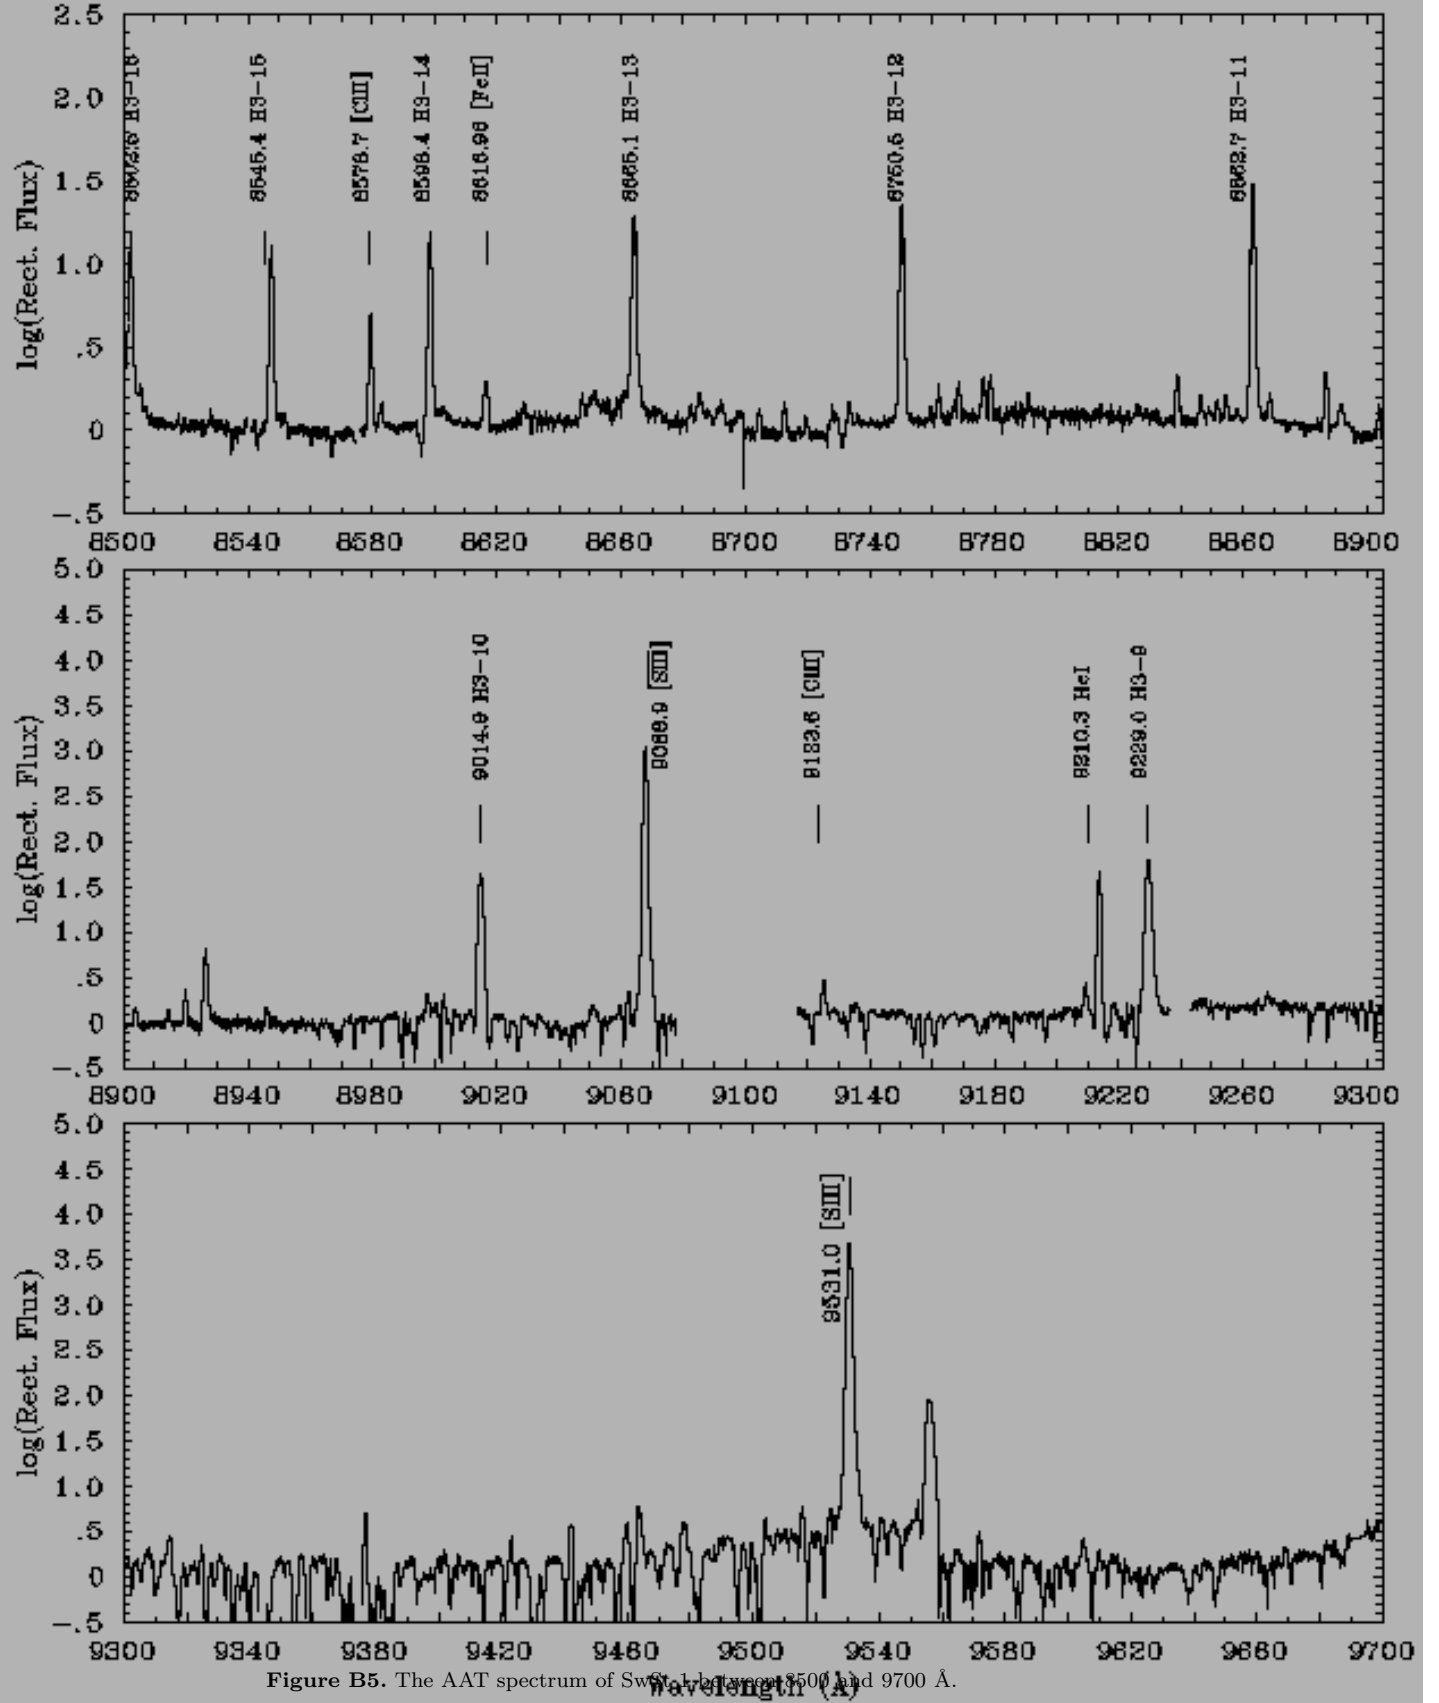 2.5
2.0
1.5
1.0
.5
0
-.5
log(Rect. Flux)
8545.4 H3-15
8578.7 [ClII]
8598.4 H3-14
8616.96 [FeII]
8665.1 H3-13
8750.5 H3-12
8862.7 H3-11
8500 8540 8580 8620 8660 8700 8740 8780 8820 8860 8900
5.0
4.5
4.0
3.5
3.0
2.5
2.0
1.5
1.0
.5
0
-.5
log(Rect. Flux)
9014.9 H3-10
9068.9 [SIII]
9123.6 [ClII]
9210.3 HeI
9229.0 H3-9
8900 8940 8980 9020 9060 9100 9140 9180 9220 9260 9300
5.0
4.5
4.0
3.5
3.0
2.5
2.0
1.5
1.0
.5
0
-.5
log(Rect. Flux)
9531.0 [SIII]
9300 9340 9380 9420 9460 9500 9540 9580 9620 9660 9700
Wavelength (Å)
Figure B5. The AAT spectrum of SwSt 1 between 8500 and 9700 Å.